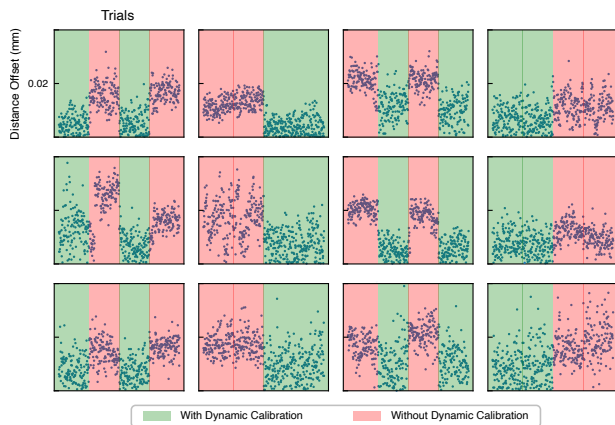 Trials
Distance Offset (mm)
0.02
With Dynamic Calibration
Without Dynamic Calibration